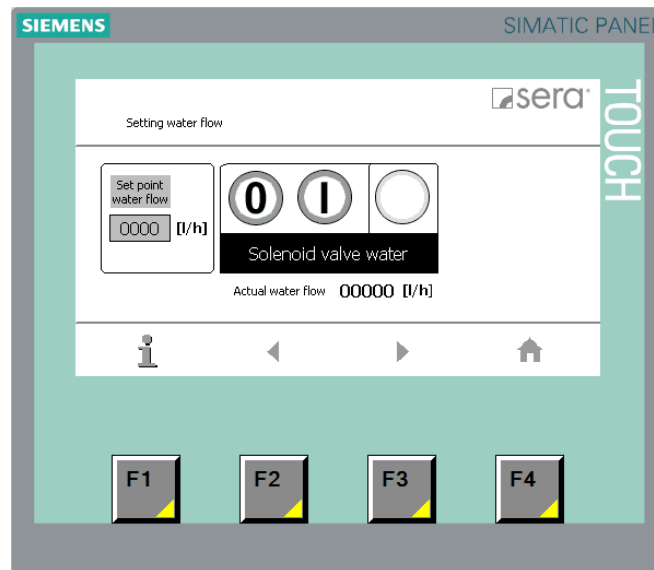 SIEMENS
SIMATIC PANEL
TOUCH
sera
Setting water flow
Set point
water flow
0000 [l/h]
0 I
Solenoid valve water
Actual water flow 00000 [l/h]
i
F1 F2 F3 F4